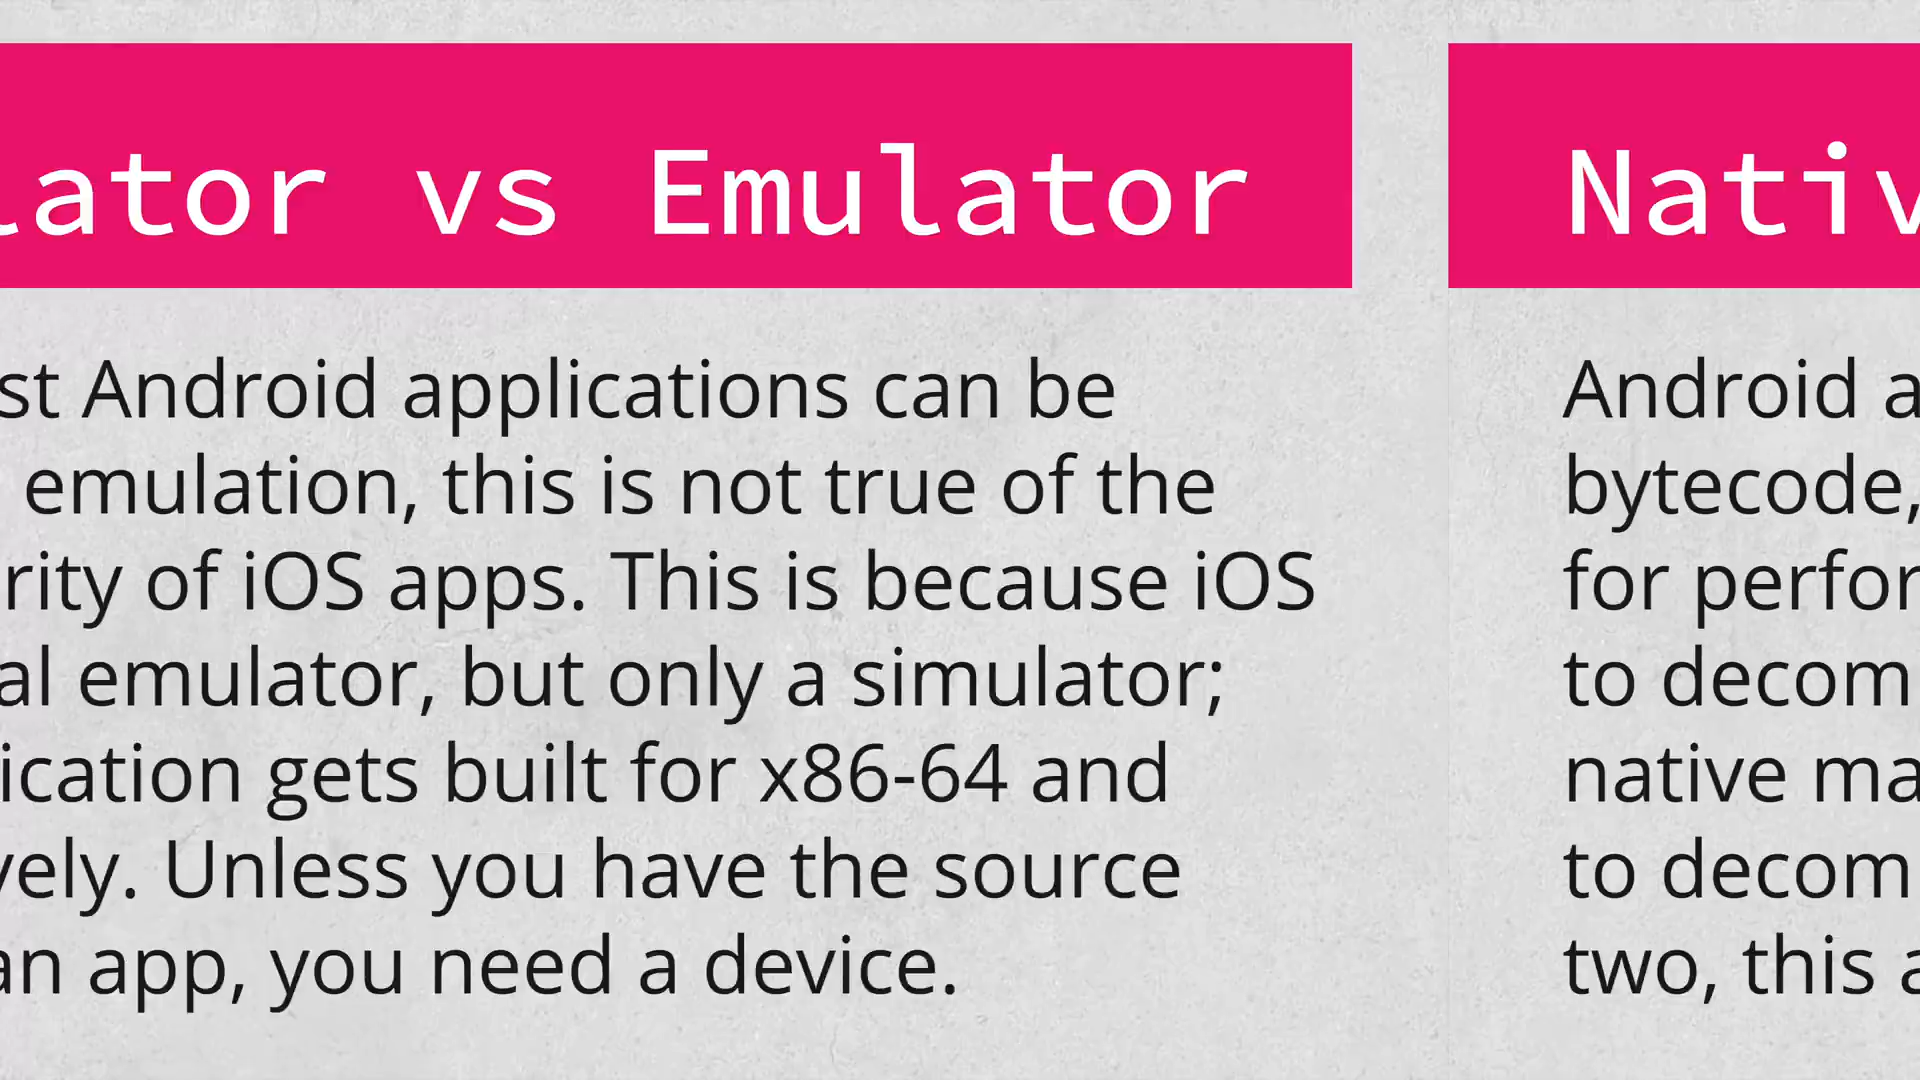 lator vs Emulator
st Android applications can be
emulation, this is not true of the
rity of iOS apps. This is because iOS
al emulator, but only a simulator;
ication gets built for x86-64 and
vely. Unless you have the source
an app, you need a device.
Nativ
Android a
bytecode,
for perfor
to decom
native ma
to decom
two, this a